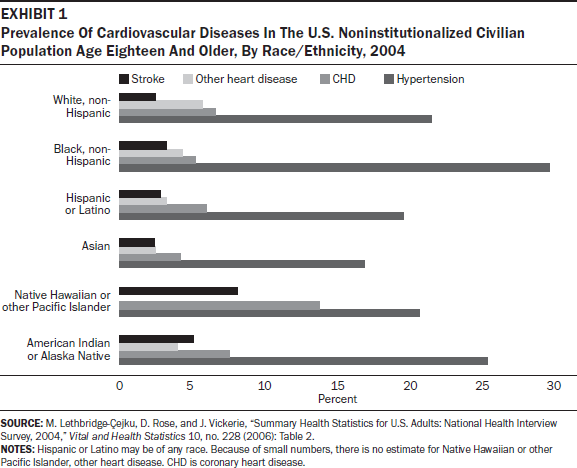 EXHIBIT 1
Prevalence Of Cardiovascular Diseases In The U.S. Noninstitutionalized Civilian
Population Age Eighteen And Older, By Race/Ethnicity, 2004
Stroke Other heart disease CHD Hypertension
White, non-
Hispanic
Black, non-
Hispanic
Hispanic
or Latino
Asian
Native Hawaiian or
other Pacific Islander
American Indian
or Alaska Native
0 5 10 15 20 25 30
Percent
SOURCE: M. Lethbridge-Çejku, D. Rose, and J. Vickerie, “Summary Health Statistics for U.S. Adults: National Health Interview
Survey, 2004,” Vital and Health Statistics 10, no. 228 (2006): Table 2.
NOTES: Hispanic or Latino may be of any race. Because of small numbers, there is no estimate for Native Hawaiian or other
Pacific Islander, other heart disease. CHD is coronary heart disease.